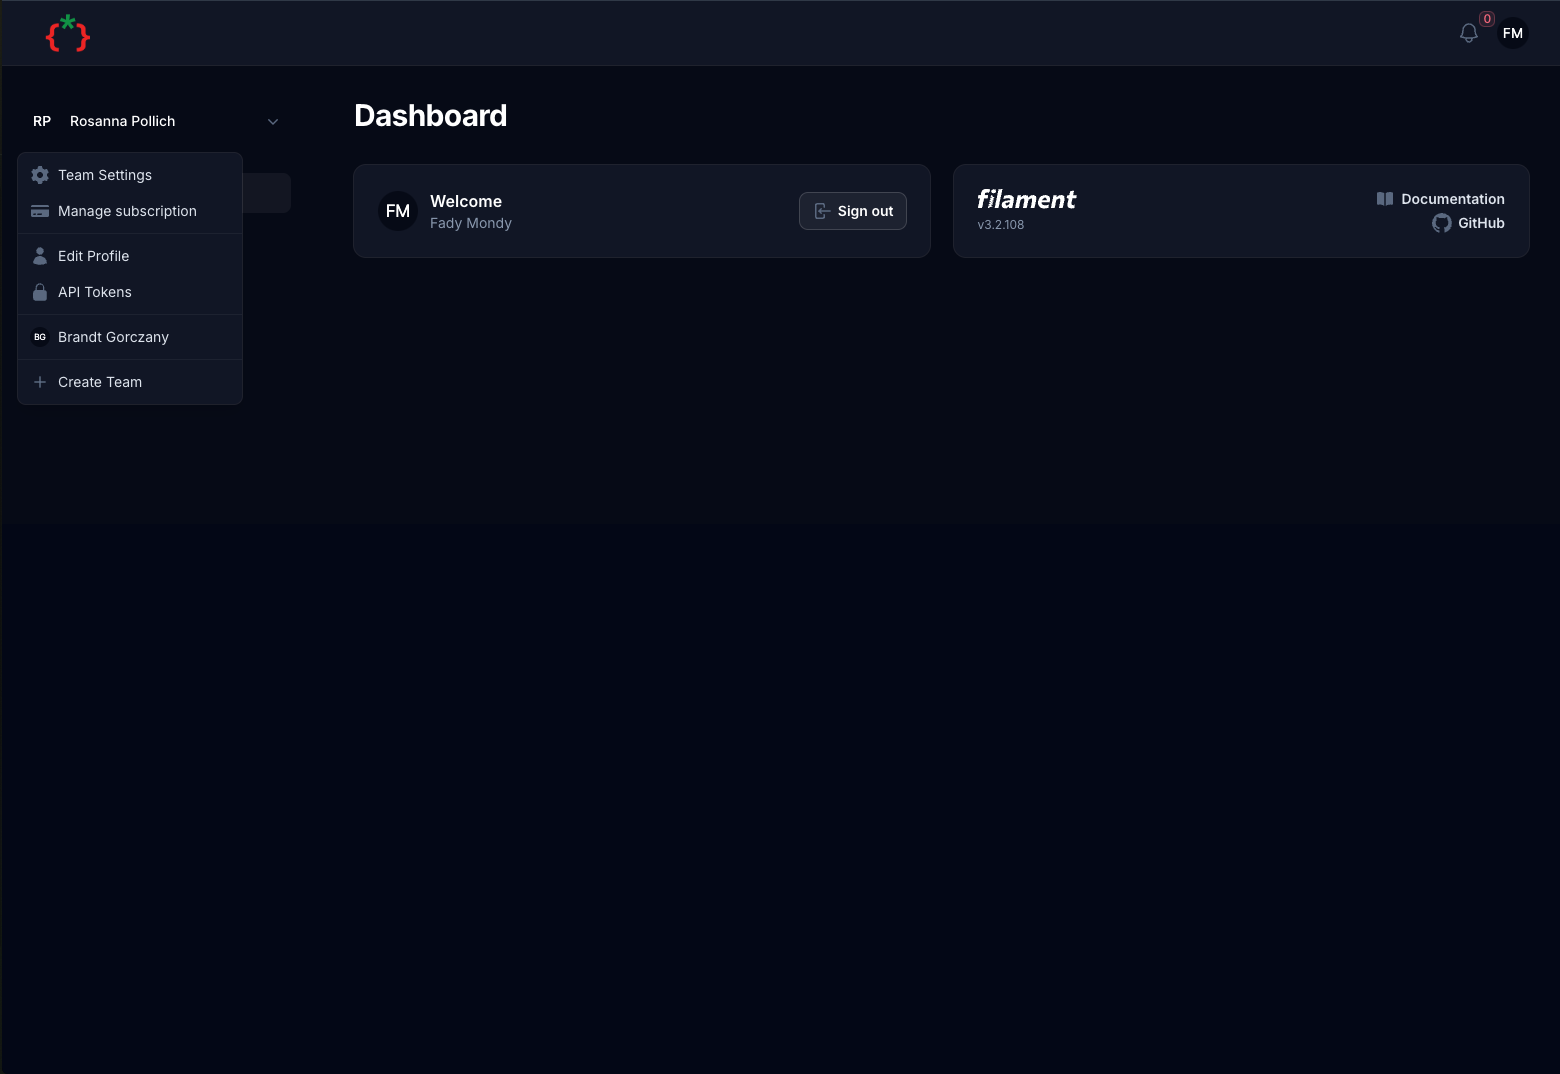 {*}
0
FM
RP Rosanna Pollich
Team Settings
Manage subscription
Edit Profile
API Tokens
BG Brandt Gorczany
Create Team
Dashboard
FM
Welcome
Fady Mondy
Sign out
filament
v3.2.108
Documentation
GitHub